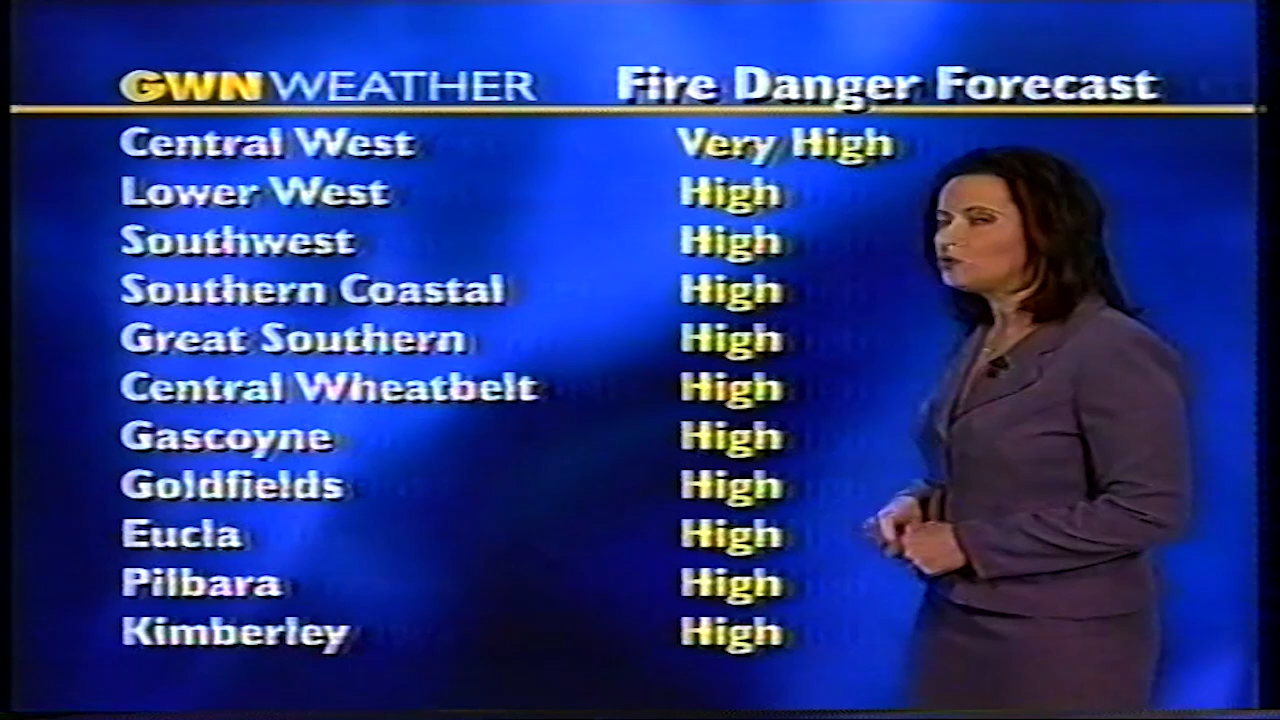 GWN WEATHER Fire Danger Forecast
Central West Very High
Lower West High
Southwest High
Southern Coastal High
Great Southern High
Central Wheatbelt High
Gascoyne High
Goldfields High
Eucla High
Pilbara High
Kimberley High